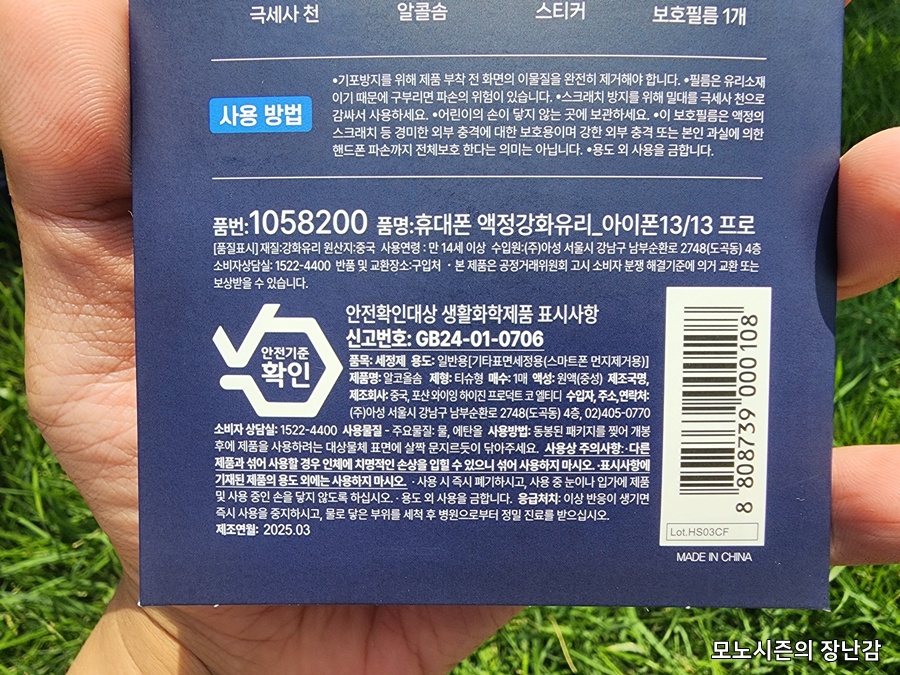 극세사 천 알콜솜 스티커 보호필름 1개
사용 방법
•기포방지를 위해 제품 부착 전 화면의 이물질을 완전히 제거해야 합니다. •필름은 유리소재
이기 때문에 구부리면 파손의 위험이 있습니다. •스크래치 방지를 위해 밀대를 극세사 천으로
감싸서 사용하세요. •어린이의 손이 닿지 않는 곳에 보관하세요. •이 보호필름은 액정의
스크래치 등 경미한 외부 충격에 대한 보호용이며 강한 외부 충격 또는 본인 과실에 의한
핸드폰 파손까지 전체보호 한다는 의미는 아닙니다. •용도 외 사용을 금합니다.
품번:1058200 품명:휴대폰 액정강화유리_아이폰13/13 프로
[품질표시] 재질:강화유리 원산지:중국 사용연령 : 만 14세 이상 수입원:(주)아성 서울시 강남구 남부순환로 2748(도곡동) 4층
소비자상담실: 1522-4400 반품 및 교환장소:구입처 · 본 제품은 공정거래위원회 고시 소비자 분쟁 해결기준에 의거 교환 또는
보상받을 수 있습니다.
안전기준
확인
안전확인대상 생활화학제품 표시사항
신고번호: GB24-01-0706
품목: 세정제 용도: 일반용[기타표면세정용(스마트폰 먼지제거용)]
제품명: 알코올솜 제형: 티슈형 매수: 1매 액성: 원액(중성) 제조국명,
제조회사: 중국, 포산 와이잉 하이진 프로덕트 코 엘티디 수입자, 주소, 연락처:
(주)아성 서울시 강남구 남부순환로 2748(도곡동) 4층, 02)405-0770
소비자 상담실: 1522-4400 사용물질 - 주요물질: 물, 에탄올 사용방법: 동봉된 패키지를 찢어 개봉
후에 제품을 사용하려는 대상물체 표면에 살짝 문지르듯이 닦아주세요. 사용상 주의사항:·다른
제품과 섞어 사용할 경우 인체에 치명적인 손상을 입힐 수 있으니 섞어 사용하지 마시오 ·표시사항에
기재된 제품의 용도 외에는 사용하지 마시오. · 사용 시 즉시 폐기하시고, 사용 중 눈이나 입가에 제품
및 사용 중인 손을 닿지 않도록 하십시오. · 용도 외 사용을 금합니다. 응급처치: 이상 반응이 생기면
즉시 사용을 중지하시고, 물로 닿은 부위를 세척 후 병원으로부터 정밀 진료를 받으십시오.
제조연월: 2025.03
8 808739 000108
Lot.HS03CF
MADE IN CHINA
모노시즌의 장난감